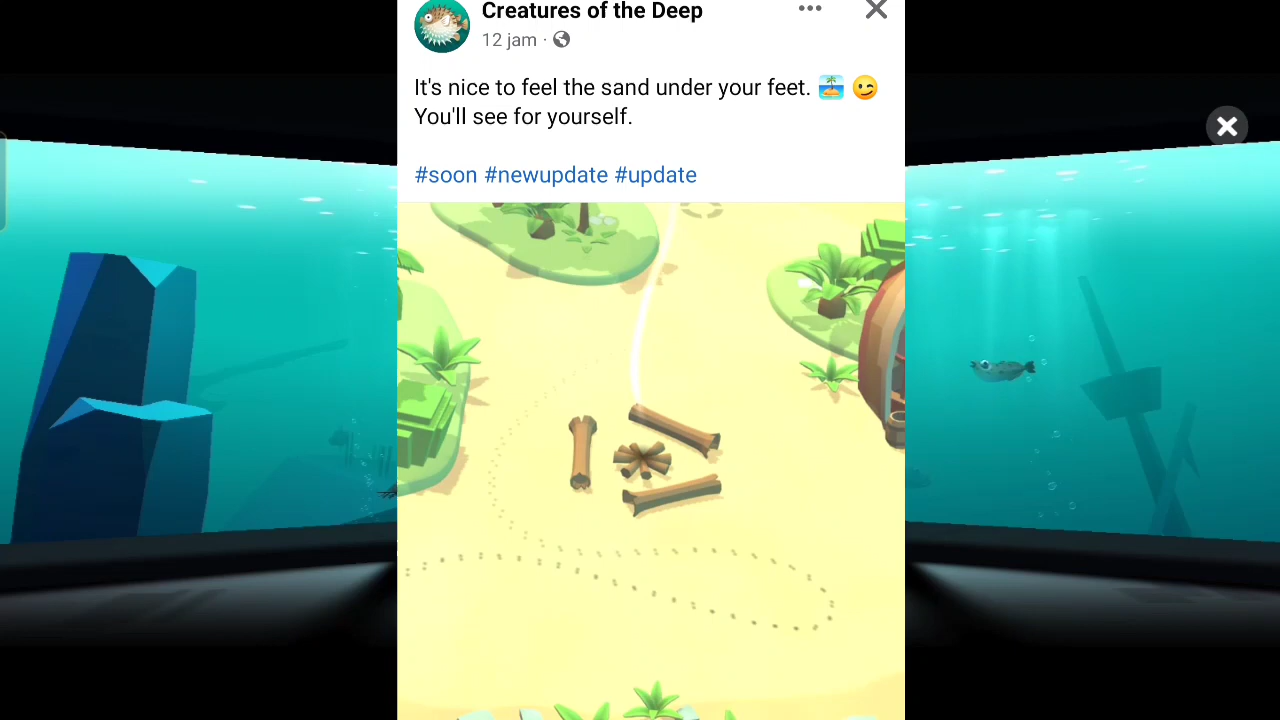 Creatures of the Deep
12 jam ·
It's nice to feel the sand under your feet. 🏝️ 😉
You'll see for yourself.
#soon #newupdate #update